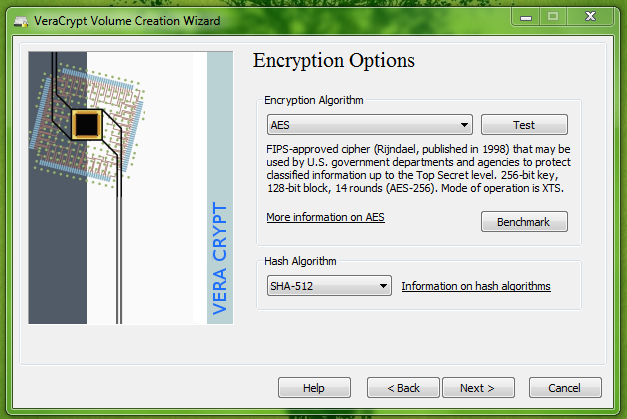 VeraCrypt Volume Creation Wizard
VERA CRYPT
Encryption Options
Encryption Algorithm
AES
Test
FIPS-approved cipher (Rijndael, published in 1998) that may be
used by U.S. government departments and agencies to protect
classified information up to the Top Secret level. 256-bit key,
128-bit block, 14 rounds (AES-256). Mode of operation is XTS.
More information on AES
Benchmark
Hash Algorithm
SHA-512
Information on hash algorithms
Help
< Back
Next >
Cancel